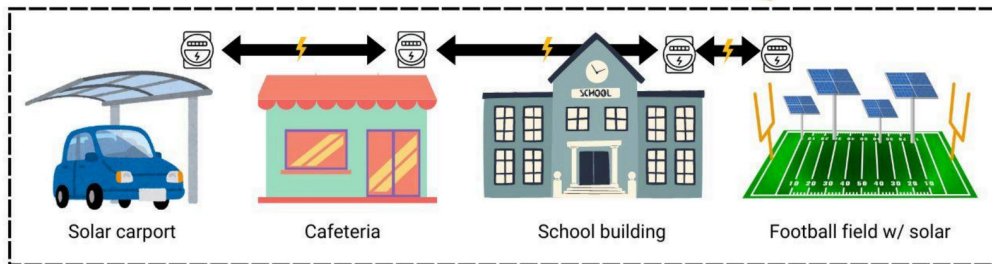 SCHOOL
Solar carport
Cafeteria
School building
Football field w/ solar